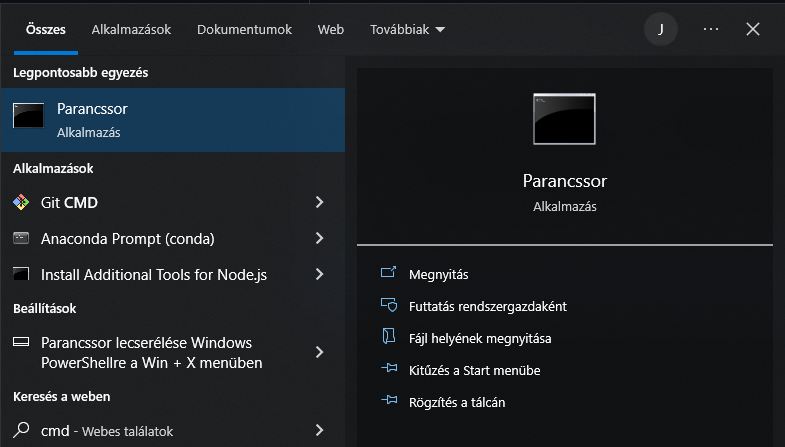 Összes Alkalmazások Dokumentumok Web Továbbiak J
Legpontosabb egyezés
Parancssor
Alkalmazás
Alkalmazások
Git CMD
Anaconda Prompt (conda)
Install Additional Tools for Node.js
Beállítások
Parancssor lecserélése Windows
PowerShellre a Win + X menüben
Keresés a weben
cmd - Webes találatok
Parancssor
Alkalmazás
Megnyitás
Futtatás rendszergazdaként
Fájl helyének megnyitása
Kitűzés a Start menübe
Rögzítés a tálcán